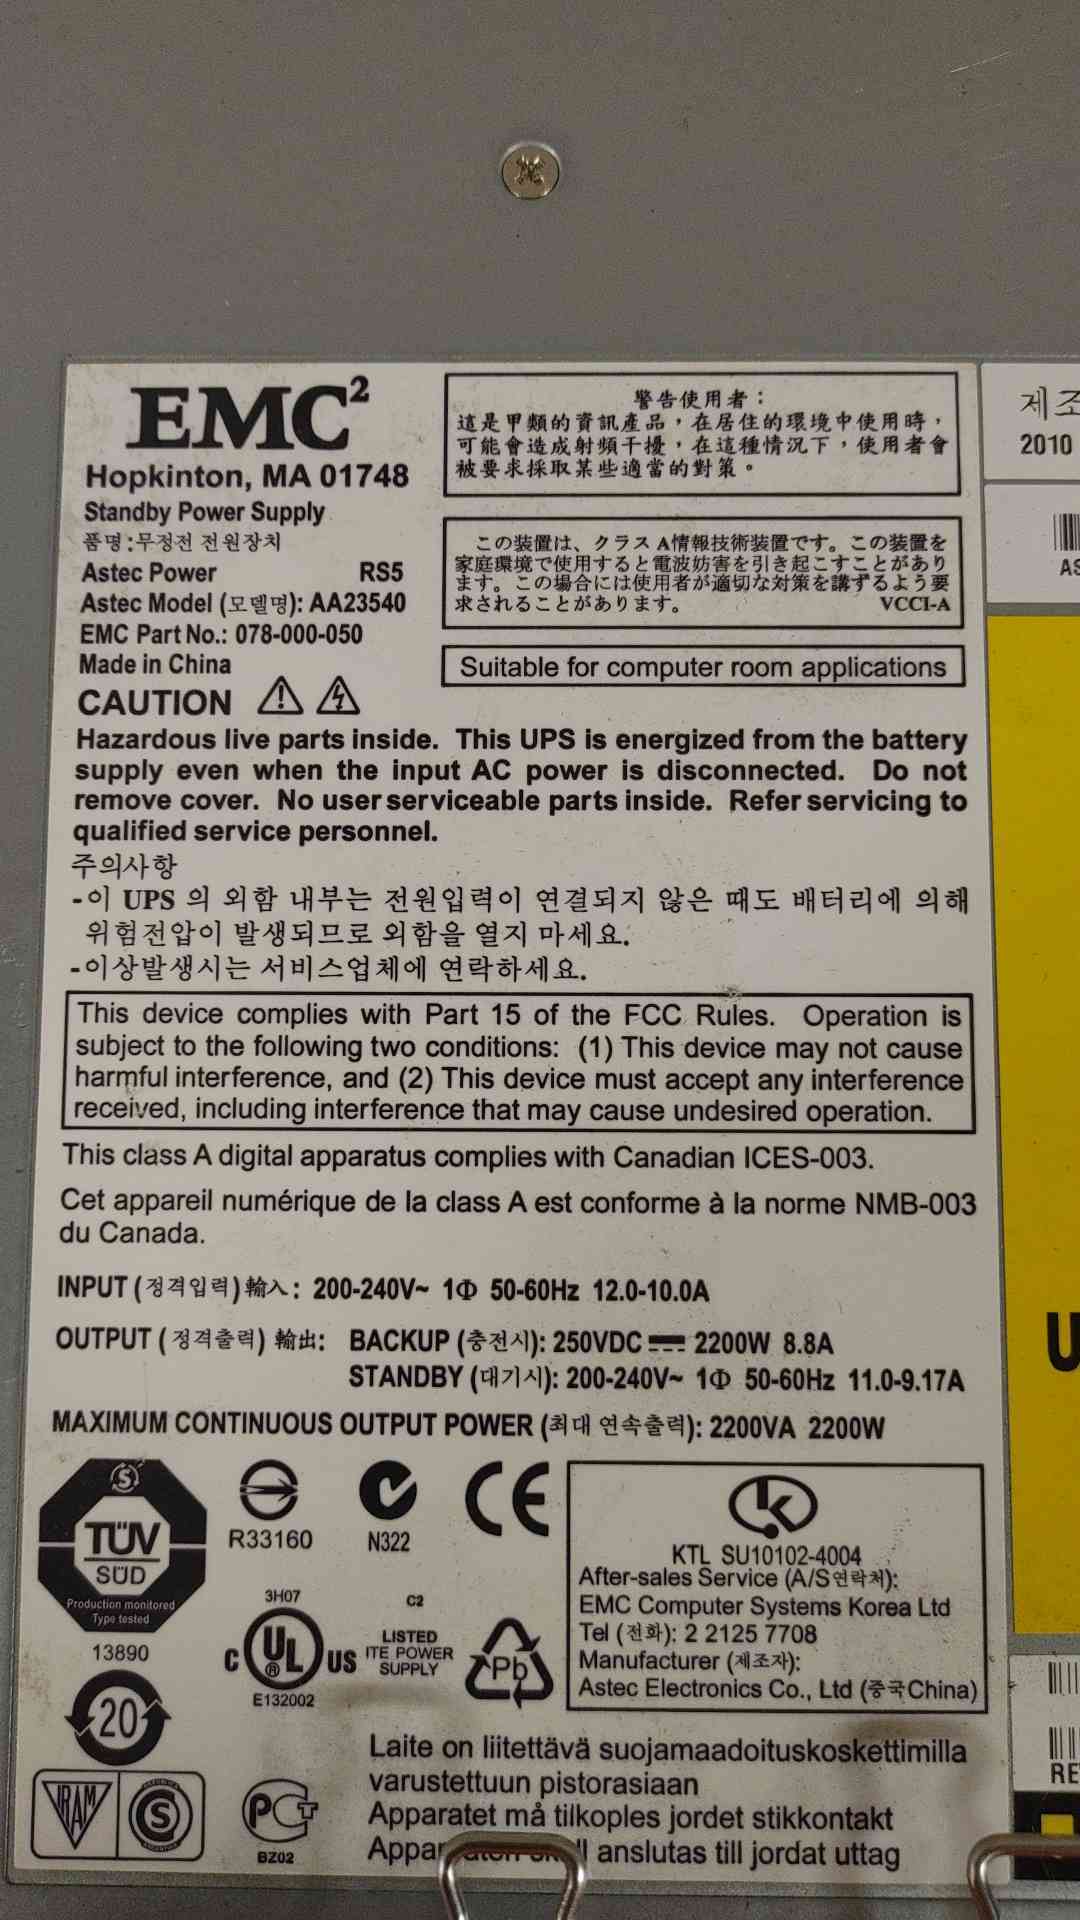 EMC²
Hopkinton, MA 01748
Standby Power Supply
품명:무정전 전원장치
Astec Power RS5
Astec Model (모델명): AA23540
EMC Part No.: 078-000-050
Made in China
警告使用者：
這是甲類的資訊產品，在居住的環境中使用時，
可能會造成射頻干擾，在這種情況下，使用者會
被要求採取某些適當的對策。
この装置は、クラス A情報技術装置です。この装置を
家庭環境で使用すると電波妨害を引き起こすことがあり
ます。この場合には使用者が適切な対策を講ずるよう要
求されることがあります。 VCCI-A
Suitable for computer room applications
CAUTION
Hazardous live parts inside. This UPS is energized from the battery
supply even when the input AC power is disconnected. Do not
remove cover. No user serviceable parts inside. Refer servicing to
qualified service personnel.
주의사항
-이 UPS 의 외함 내부는 전원입력이 연결되지 않은 때도 배터리에 의해
위험전압이 발생되므로 외함을 열지 마세요.
-이상발생시는 서비스업체에 연락하세요.
This device complies with Part 15 of the FCC Rules. Operation is
subject to the following two conditions: (1) This device may not cause
harmful interference, and (2) This device must accept any interference
received, including interference that may cause undesired operation.
This class A digital apparatus complies with Canadian ICES-003.
Cet appareil numérique de la class A est conforme à la norme NMB-003
du Canada.
INPUT (정격입력) 輸入: 200-240V~ 1Φ 50-60Hz 12.0-10.0A
OUTPUT (정격출력) 輸出: BACKUP (충전시): 250VDC 2200W 8.8A
STANDBY (대기시): 200-240V~ 1Φ 50-60Hz 11.0-9.17A
MAXIMUM CONTINUOUS OUTPUT POWER (최대 연속출력): 2200VA 2200W
S
TÜV
SÜD
Production monitored
Type tested
13890
R33160
N322
CE
KTL SU10102-4004
After-sales Service (A/S연락처):
EMC Computer Systems Korea Ltd
Tel (전화): 2 2125 7708
Manufacturer (제조자):
Astec Electronics Co., Ltd (중국China)
3H07
C UL ® US
E132002
C2
LISTED
ITE POWER
SUPPLY
Pb
20
IRAM
S
PCT
BZ02
Laite on liitettävä suojamaadoituskoskettimilla
varustettuun pistorasiaan
Apparatet må tilkoples jordet stikkontakt
anslutas till jordat uttag
2010
U